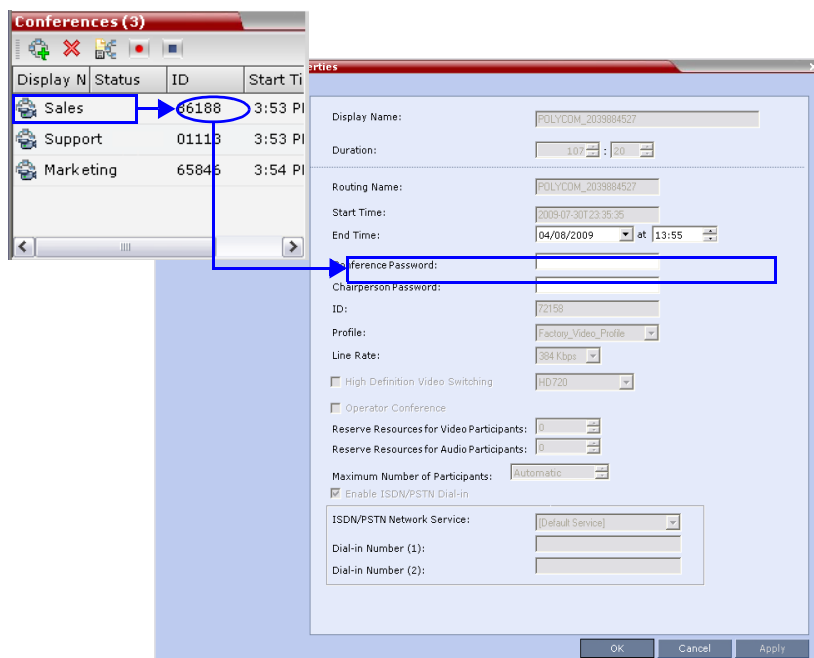 Conferences (3)
Display N Status ID Start Ti
Sales 86188 3:53 P
Support 01113 3:53 P
Marketing 65846 3:54 P
erties
Display Name: POLYCOM_2039884527
Duration: 107 : 20
Routing Name: POLYCOM_2039884527
Start Time: 2009-07-30T23:35:35
End Time: 04/08/2009 at 13:55
Conference Password:
Chairperson Password:
ID: 72158
Profile: Factory_Video_Profile
Line Rate: 384 Kbps
High Definition Video Switching HD720
Operator Conference
Reserve Resources for Video Participants: 0
Reserve Resources for Audio Participants: 0
Maximum Number of Participants: Automatic
Enable ISDN/PSTN Dial-in
ISDN/PSTN Network Service: [Default Service]
Dial-in Number (1):
Dial-in Number (2):
OK Cancel Apply